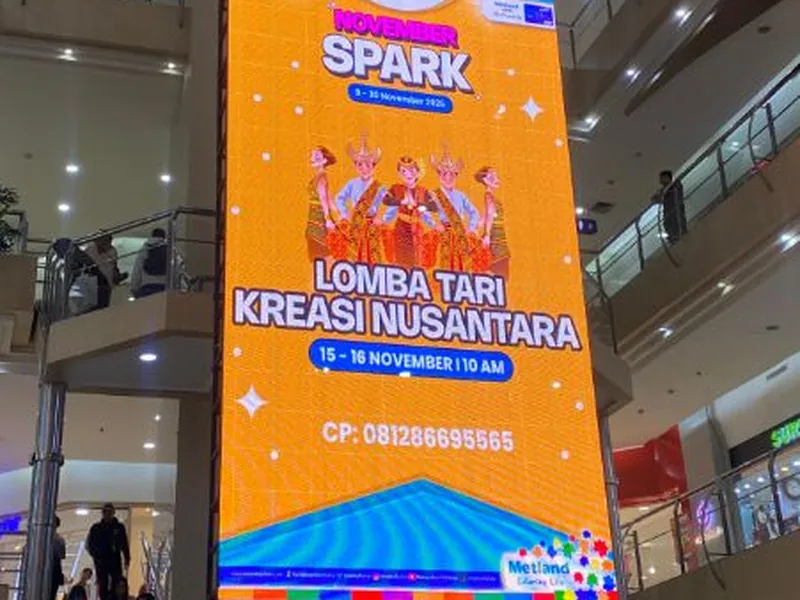 NOVEMBER
SPARK
9 - 30 November 2025
LOMBA TARI
KREASI NUSANTARA
15 - 16 NOVEMBER | 10 AM
CP: 081286695565
Metland